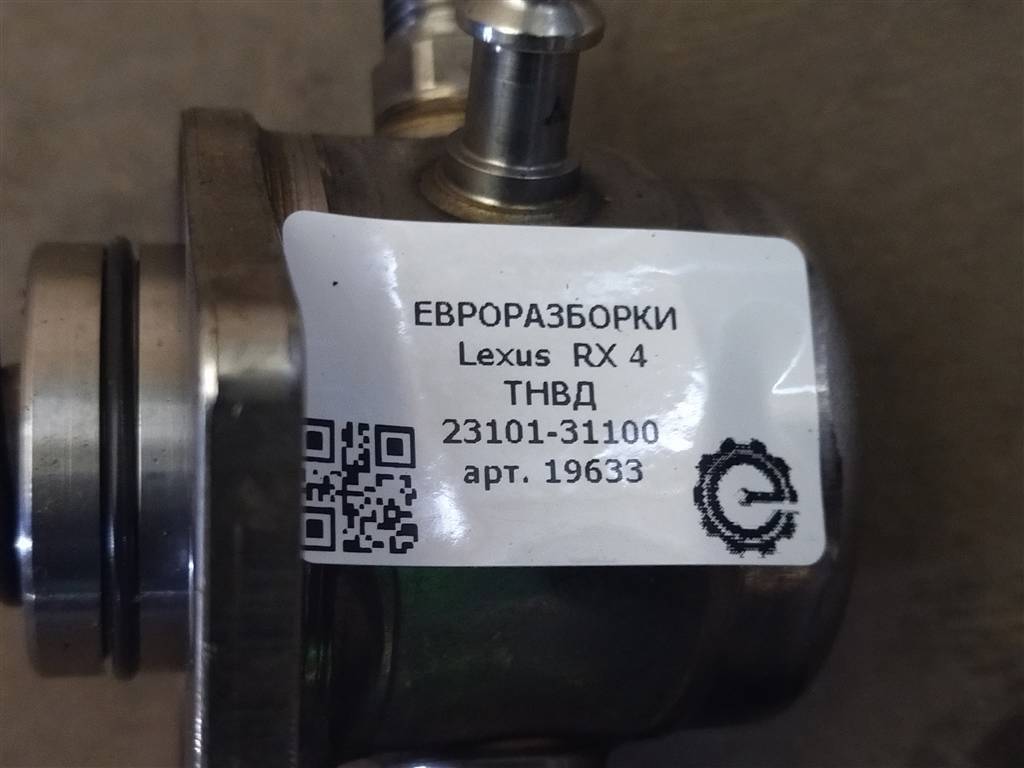 ЕВРОРАЗБОРКИ
Lexus RX 4
ТНВД
23101-31100
арт. 19633